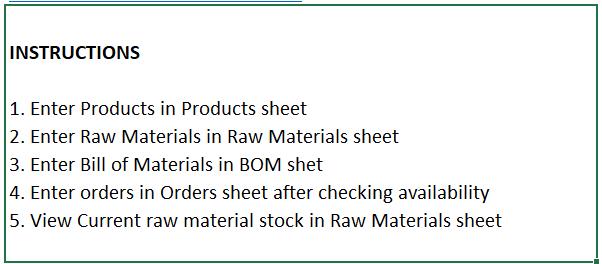 INSTRUCTIONS
1. Enter Products in Products sheet
2. Enter Raw Materials in Raw Materials sheet
3. Enter Bill of Materials in BOM shet
4. Enter orders in Orders sheet after checking availability
5. View Current raw material stock in Raw Materials sheet